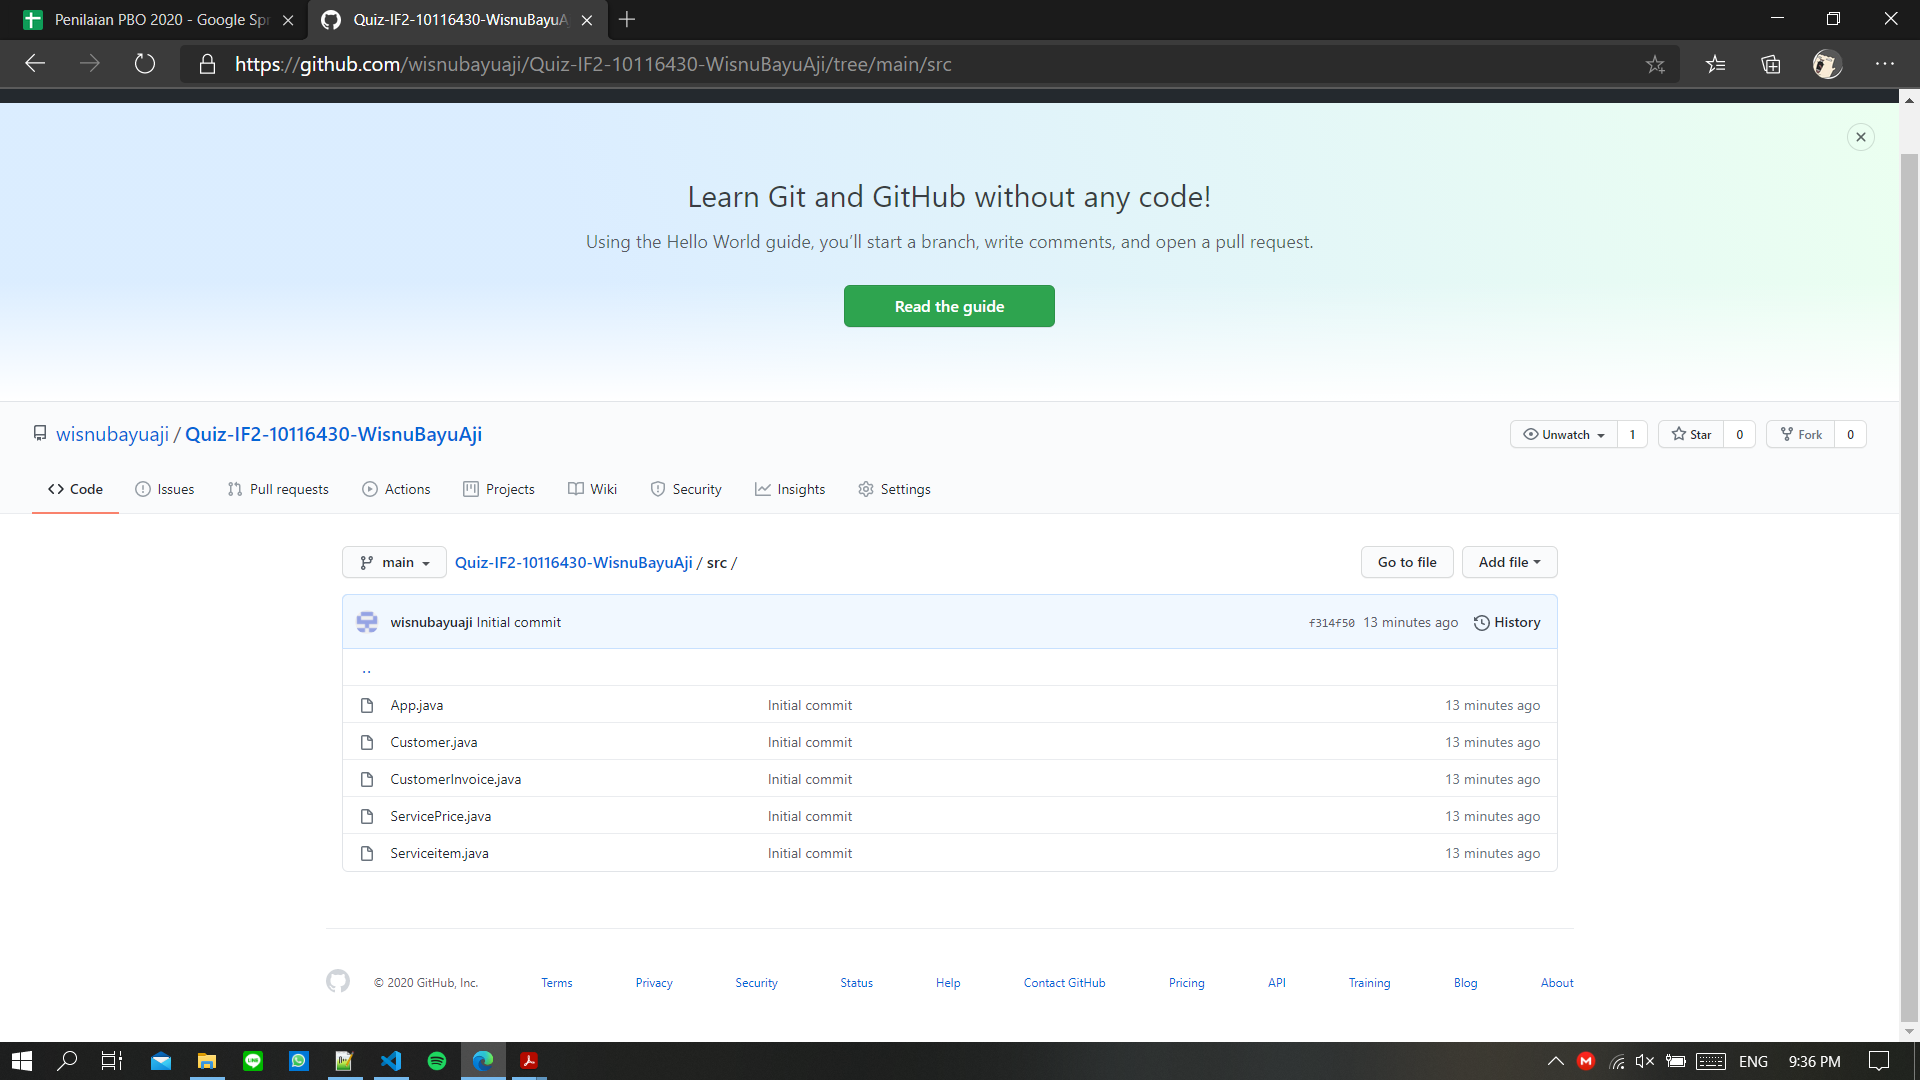 Penilaian PBO 2020 - Google Spr
Quiz-IF2-10116430-WisnuBayuA
https://github.com/wisnubayuaji/Quiz-IF2-10116430-WisnuBayuAji/tree/main/src
Learn Git and GitHub without any code!
Using the Hello World guide, you’ll start a branch, write comments, and open a pull request.
Read the guide
wisnubayuaji / Quiz-IF2-10116430-WisnuBayuAji
Unwatch 1 Star 0 Fork 0
Code Issues Pull requests Actions Projects Wiki Security Insights Settings
main Quiz-IF2-10116430-WisnuBayuAji / src / Go to file Add file
wisnubayuaji Initial commit f314f50 13 minutes ago History
..
App.java Initial commit 13 minutes ago
Customer.java Initial commit 13 minutes ago
CustomerInvoice.java Initial commit 13 minutes ago
ServicePrice.java Initial commit 13 minutes ago
Serviceitem.java Initial commit 13 minutes ago
© 2020 GitHub, Inc. Terms Privacy Security Status Help Contact GitHub Pricing API Training Blog About
ENG 9:36 PM